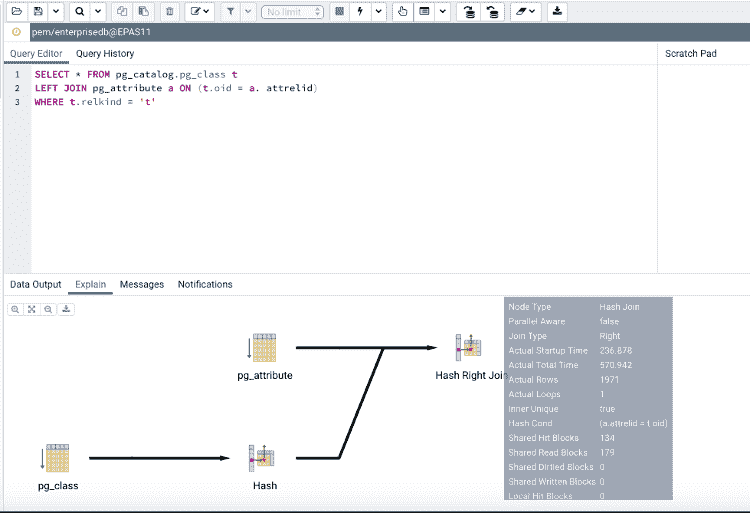 No limit
pem/enterprisedb@EPAS11
Query Editor Query History
Scratch Pad
1 SELECT * FROM pg_catalog.pg_class t
2 LEFT JOIN pg_attribute a ON (t.oid = a. attrelid)
3 WHERE t.relkind = 't'
Data Output Explain Messages Notifications
pg_attribute
Hash Right Join
pg_class
Hash
Node Type Hash Join
Parallel Aware false
Join Type Right
Actual Startup Time 236.878
Actual Total Time 570.942
Actual Rows 1971
Actual Loops 1
Inner Unique true
Hash Cond (a.attrelid = t.oid)
Shared Hit Blocks 134
Shared Read Blocks 179
Shared Dirtied Blocks 0
Shared Written Blocks 0
Local Hit Blocks 0